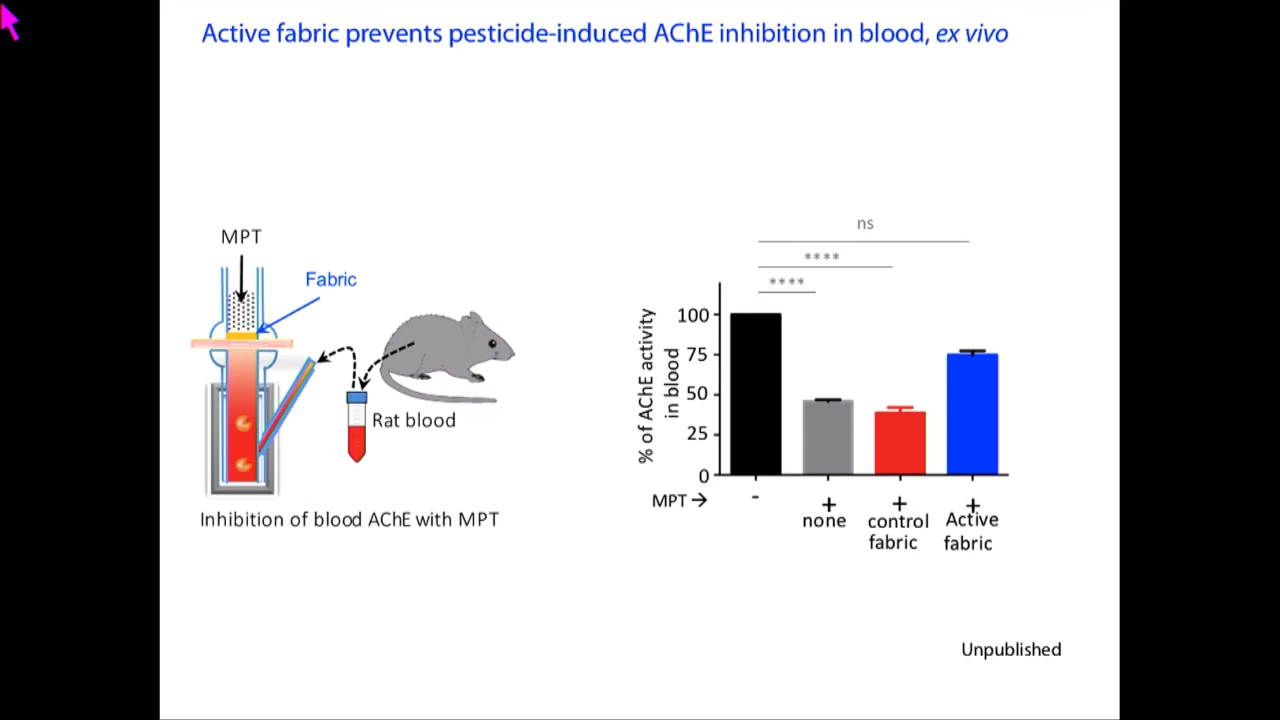 Active fabric prevents pesticide-induced AChE inhibition in blood, ex vivo
MPT
Fabric
Rat blood
Inhibition of blood AChE with MPT
ns
****
****
% of AChE activity
in blood
100
75
50
25
0
MPT → - + + +
none control Active
fabric fabric
Unpublished